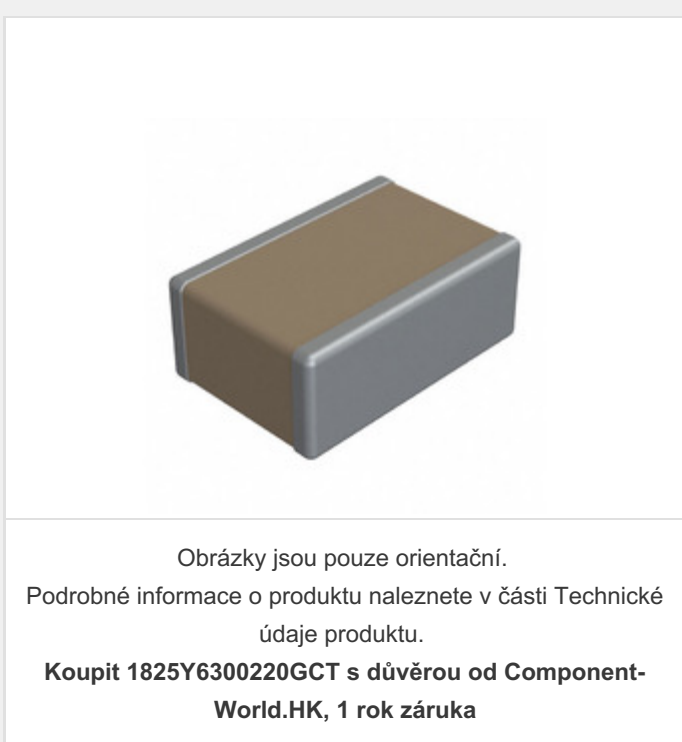 Obrázky jsou pouze orientační.
Podrobné informace o produktu naleznete v části Technické
údaje produktu.
Koupit 1825Y6300220GCT s důvěrou od Component-
World.HK, 1 rok záruka